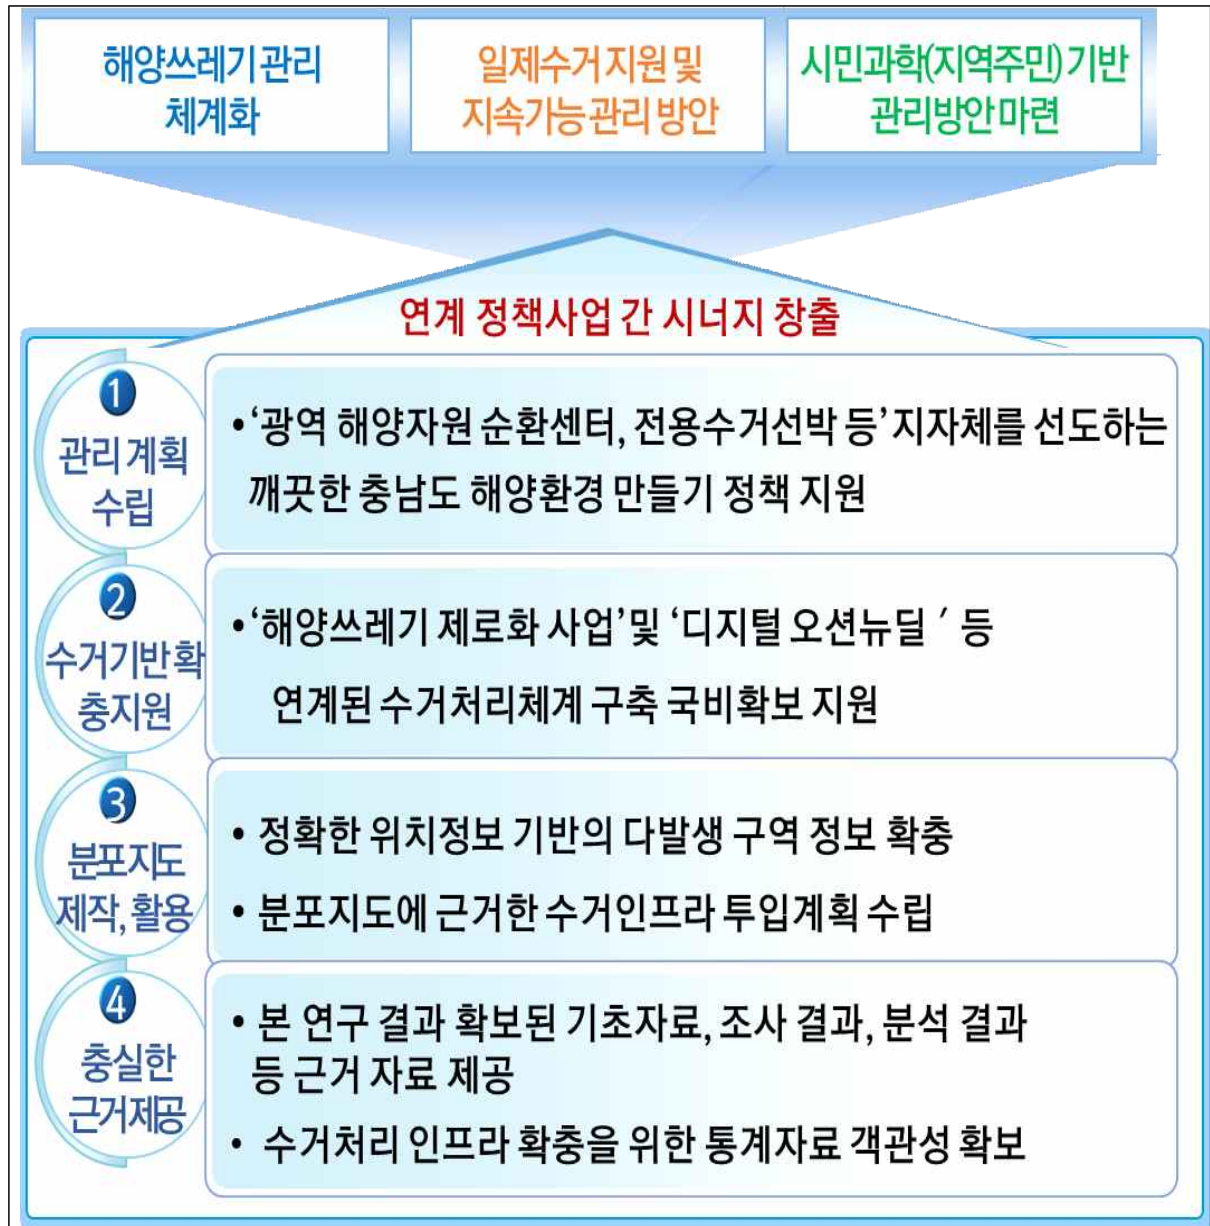 해양쓰레기 관리
체계화
일제수거 지원 및
지속가능 관리 방안
시민과학(지역주민) 기반
관리방안 마련
연계 정책사업 간 시너지 창출
1
관리 계획
수립
•‘광역 해양자원 순환센터, 전용수거선박 등’ 지자체를 선도하는
깨끗한 충남도 해양환경 만들기 정책 지원
2
수거기반 확
충지원
•‘해양쓰레기 제로화 사업’및 ‘디지털 오션뉴딜 ′ 등
연계된 수거처리체계 구축 국비확보 지원
3
분포지도
제작, 활용
• 정확한 위치정보 기반의 다발생 구역 정보 확충
• 분포지도에 근거한 수거인프라 투입계획 수립
4
충실한
근거제공
• 본 연구 결과 확보된 기초자료, 조사 결과, 분석 결과
등 근거 자료 제공
• 수거처리 인프라 확충을 위한 통계자료 객관성 확보